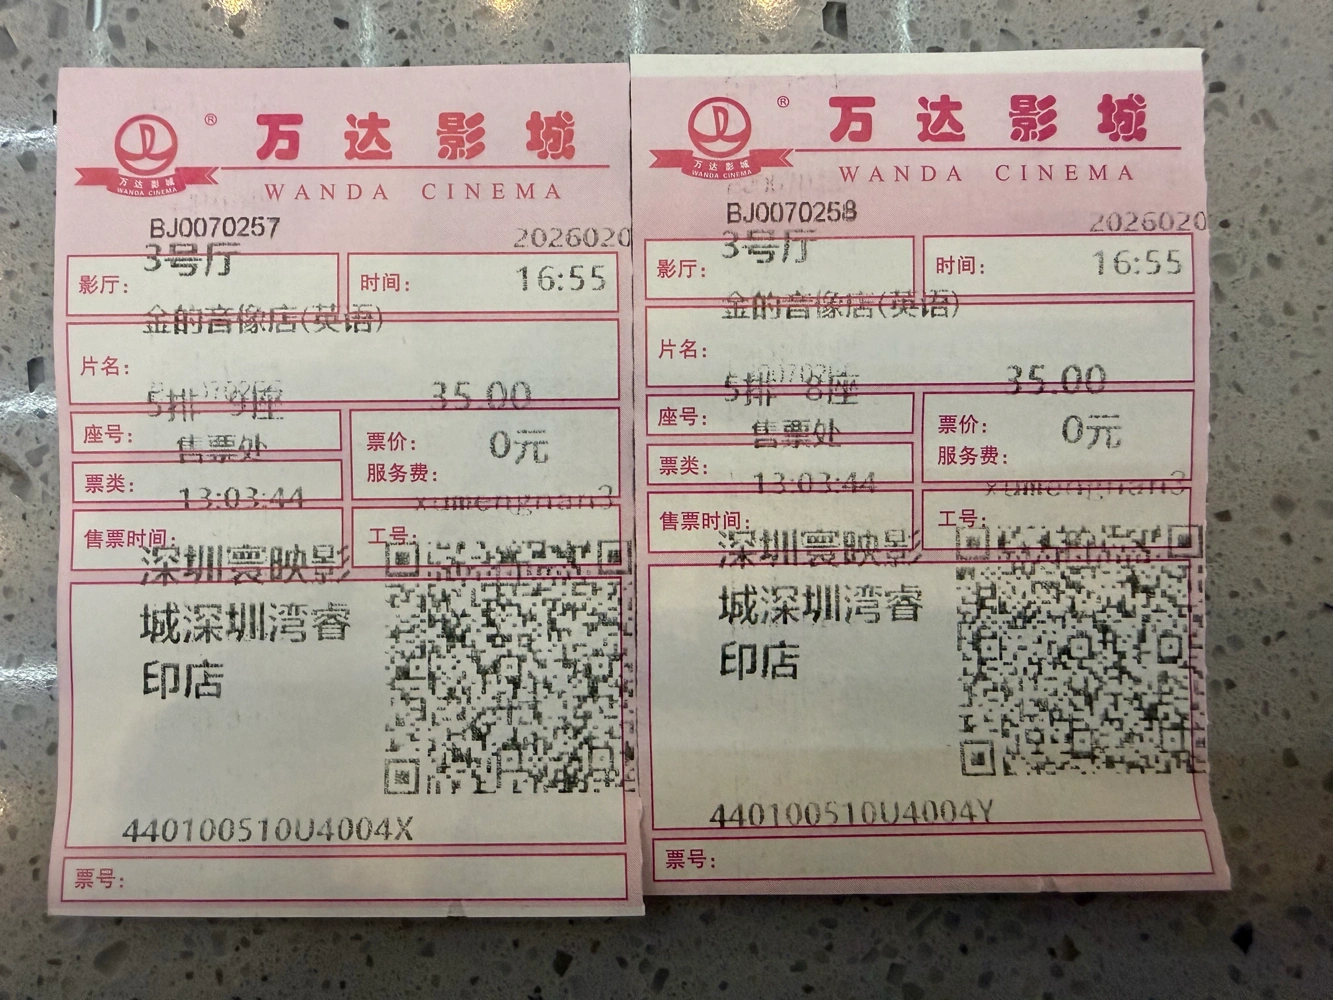 ® 万达影城
万达影城
WANDA CINEMA
WANDA CINEMA
BJ0070257
2026020
3号厅
影厅:
时间:
16:55
金的音像店(英语)
片名:
5排 9座
35.00
座号:
票价:
0元
售票处
服务费:
票类:
13:03:44
售票时间:
工号:
深圳寰映影
城深圳湾睿
印店
440100510U4004X
票号:
® 万达影城
万达影城
WANDA CINEMA
WANDA CINEMA
BJ0070258
2026020
3号厅
影厅:
时间:
16:55
金的音像店(英语)
片名:
5排 8座
35.00
座号:
票价:
0元
售票处
服务费:
票类:
13:03:44
售票时间:
工号:
深圳寰映影
城深圳湾睿
印店
440100510U4004Y
票号: